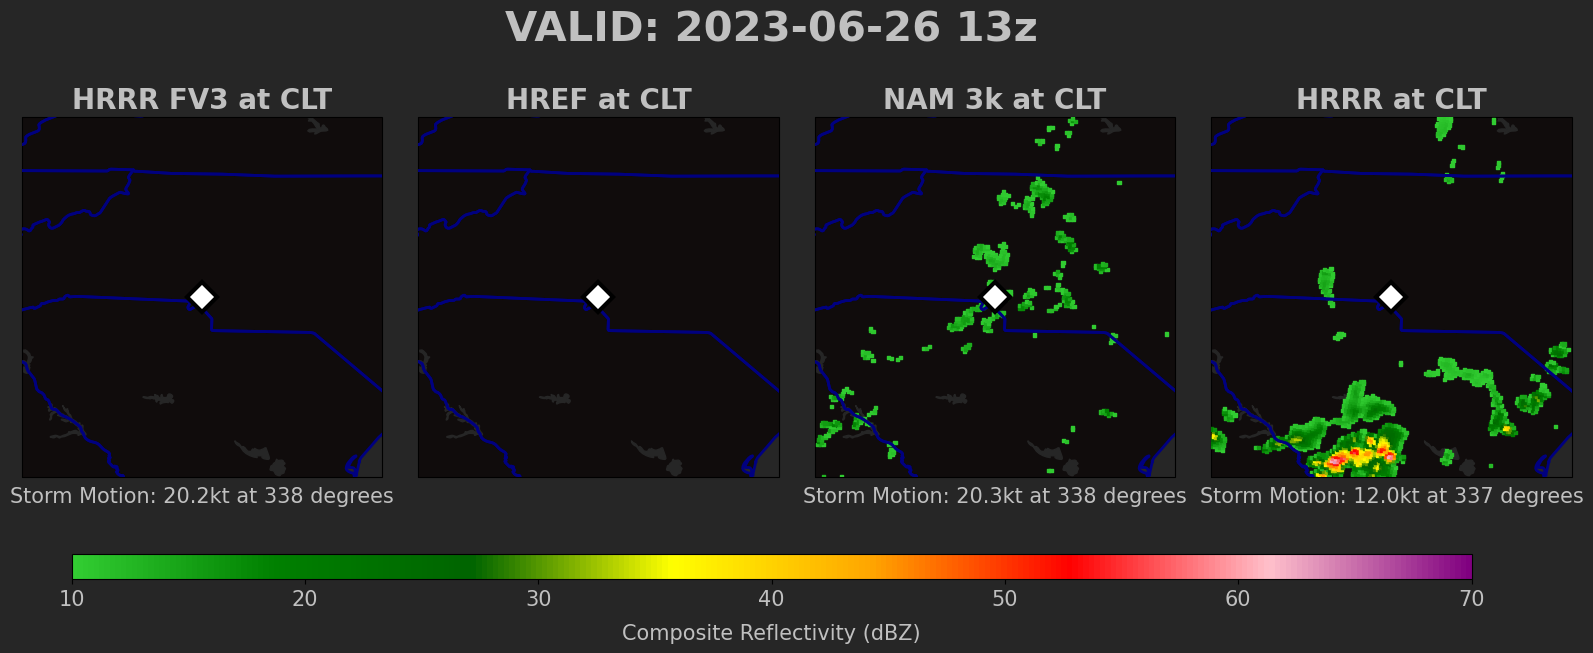 VALID: 2023-06-26 13z
HRRR FV3 at CLT
HREF at CLT
NAM 3k at CLT
HRRR at CLT
Storm Motion: 20.2kt at 338 degrees
Storm Motion: 20.3kt at 338 degrees
Storm Motion: 12.0kt at 337 degrees
10 20 30 40 50 60 70
Composite Reflectivity (dBZ)